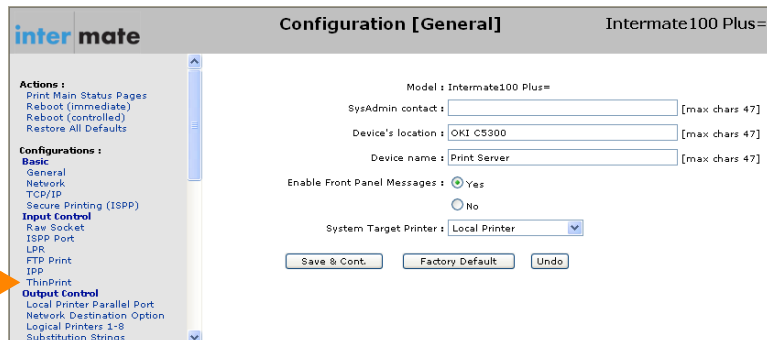 inter mate
Configuration [General]
Intermate100 Plus=
Actions :
Print Main Status Pages
Reboot (immediate)
Reboot (controlled)
Restore All Defaults
Configurations :
Basic
General
Network
TCP/IP
Secure Printing (ISPP)
Input Control
Raw Socket
ISPP Port
LPR
FTP Print
IPP
ThinPrint
Output Control
Local Printer Parallel Port
Network Destination Option
Logical Printers 1-8
Substitution Strings
Model : Intermate100 Plus=
SysAdmin contact : [max chars 47]
Device's location : OKI C5300 [max chars 47]
Device name : Print Server [max chars 47]
Enable Front Panel Messages : Yes
No
System Target Printer : Local Printer
Save & Cont. Factory Default Undo